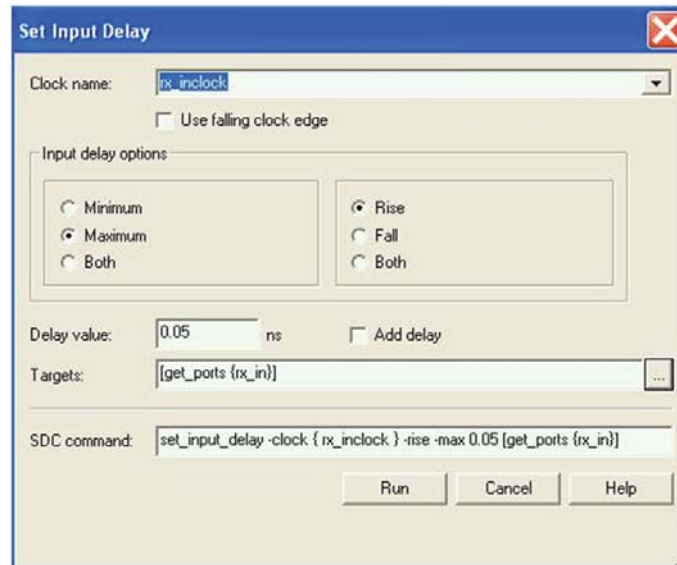 Set Input Delay
Clock name: rx_inclock
Use falling clock edge
Input delay options
Minimum
Maximum
Both
Rise
Fall
Both
Delay value: 0.05 ns Add delay
Targets: [get_ports {rx_in}] ...
SDC command: set_input_delay -clock { rx_inclock } -rise -max 0.05 [get_ports {rx_in}]
Run Cancel Help